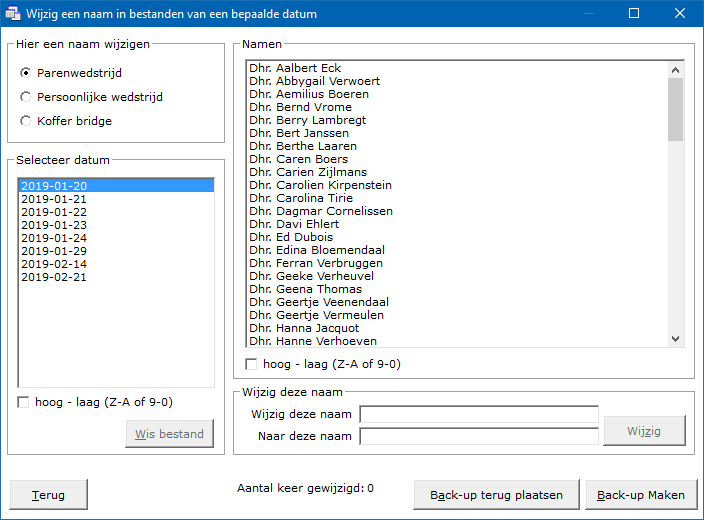 Wijzig een naam in bestanden van een bepaalde datum
Hier een naam wijzigen
Parenwedstrijd
Persoonlijke wedstrijd
Koffer bridge
Selecteer datum
2019-01-20
2019-01-21
2019-01-22
2019-01-23
2019-01-24
2019-01-29
2019-02-14
2019-02-21
hoog - laag (Z-A of 9-0)
Wis bestand
Namen
Dhr. Aalbert Eck
Dhr. Abbygail Verwoert
Dhr. Aemilius Boeren
Dhr. Bernd Vrome
Dhr. Berry Lambregt
Dhr. Bert Janssen
Dhr. Berthe Laaren
Dhr. Caren Boers
Dhr. Carien Zijlmans
Dhr. Carolien Kirpenstein
Dhr. Carolina Tirie
Dhr. Dagmar Cornelissen
Dhr. Davi Ehlert
Dhr. Ed Dubois
Dhr. Edina Bloemendaal
Dhr. Ferran Verbruggen
Dhr. Geeke Verheuvel
Dhr. Geena Thomas
Dhr. Geertje Veenendaal
Dhr. Geertje Vermeulen
Dhr. Hanna Jacquot
Dhr. Hanne Verhoeven
hoog - laag (Z-A of 9-0)
Wijzig deze naam
Wijzig deze naam
Naar deze naam
Wijzig
Terug
Aantal keer gewijzigd: 0
Back-up terug plaatsen
Back-up Maken